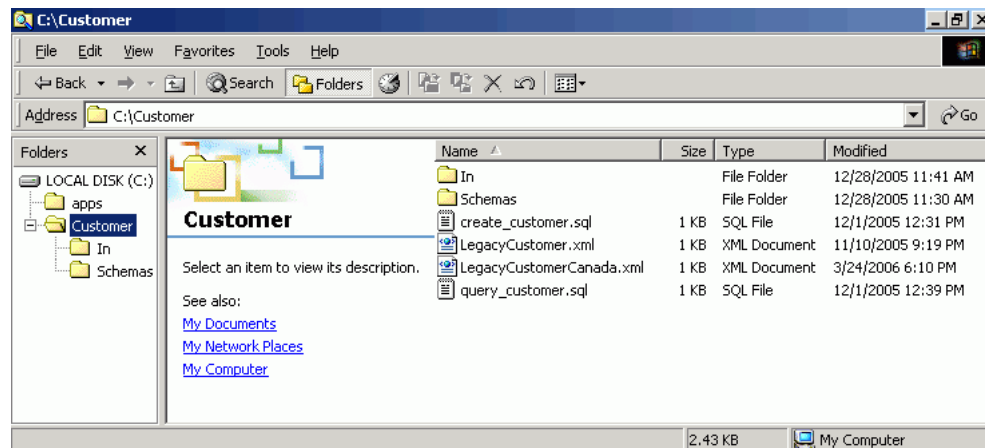 C:\Customer
File Edit View Favorites Tools Help
Back Search Folders
Address C:\Customer Go
Folders
LOCAL DISK (C:)
apps
Customer
In
Schemas
Customer
Select an item to view its description.
See also:
My Documents
My Network Places
My Computer
Name Size Type Modified
In File Folder 12/28/2005 11:41 AM
Schemas File Folder 12/28/2005 11:30 AM
create_customer.sql 1 KB SQL File 12/1/2005 12:31 PM
LegacyCustomer.xml 1 KB XML Document 11/10/2005 9:19 PM
LegacyCustomerCanada.xml 1 KB XML Document 3/24/2006 6:10 PM
query_customer.sql 1 KB SQL File 12/1/2005 12:39 PM
2.43 KB My Computer